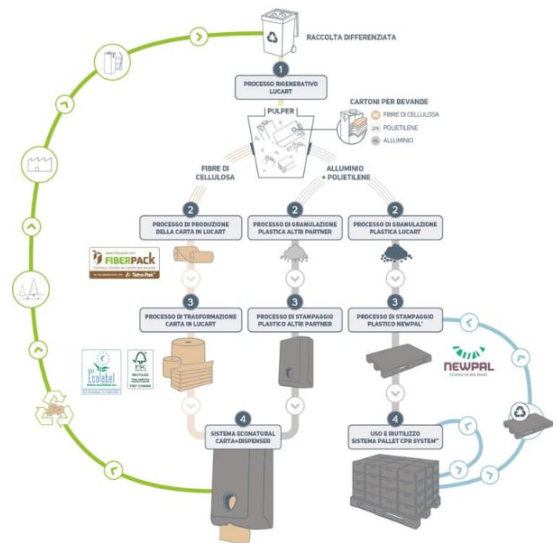 RACCOLTA DIFFERENZIATA
1
PROCESSO RIGENERATIVO
LUCART
PULPER
CARTONI PER BEVANDE
FIBRE DI CELLULOSA
POLIETILENE
ALLUMINIO
FIBRE DI
CELLULOSA
ALLUMINIO
+ POLIETILENE
2
PROCESSO DI PRODUZIONE
DELLA CARTA IN LUCART
2
PROCESSO DI GRANULAZIONE
PLASTICA ALTRI PARTNER
2
PROCESSO DI GRANULAZIONE
PLASTICA LUCART
FIBERPACK
Tetra Pak
3
PROCESSO DI TRASFORMAZIONE
CARTA IN LUCART
3
PROCESSO DI STAMPAGGIO
PLASTICO ALTRI PARTNER
3
PROCESSO DI STAMPAGGIO
PLASTICO NEWPAL
NEWPAL
Ecolabel
FSC
4
SISTEMA ECONATURAL
CARTA+DISPENSER
4
USO E RIUTILIZZO
SISTEMA PALLET CPR SYSTEM